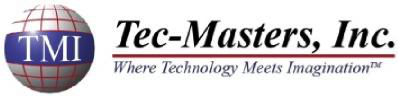 TMI
Tec-Masters, Inc.
Where Technology Meets Imagination™